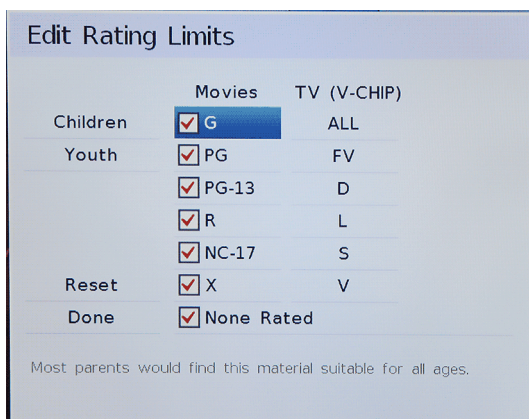 Edit Rating Limits
Movies TV (V-CHIP)
Children G ALL
Youth PG FV
PG-13 D
R L
NC-17 S
Reset X V
Done None Rated
Most parents would find this material suitable for all ages.